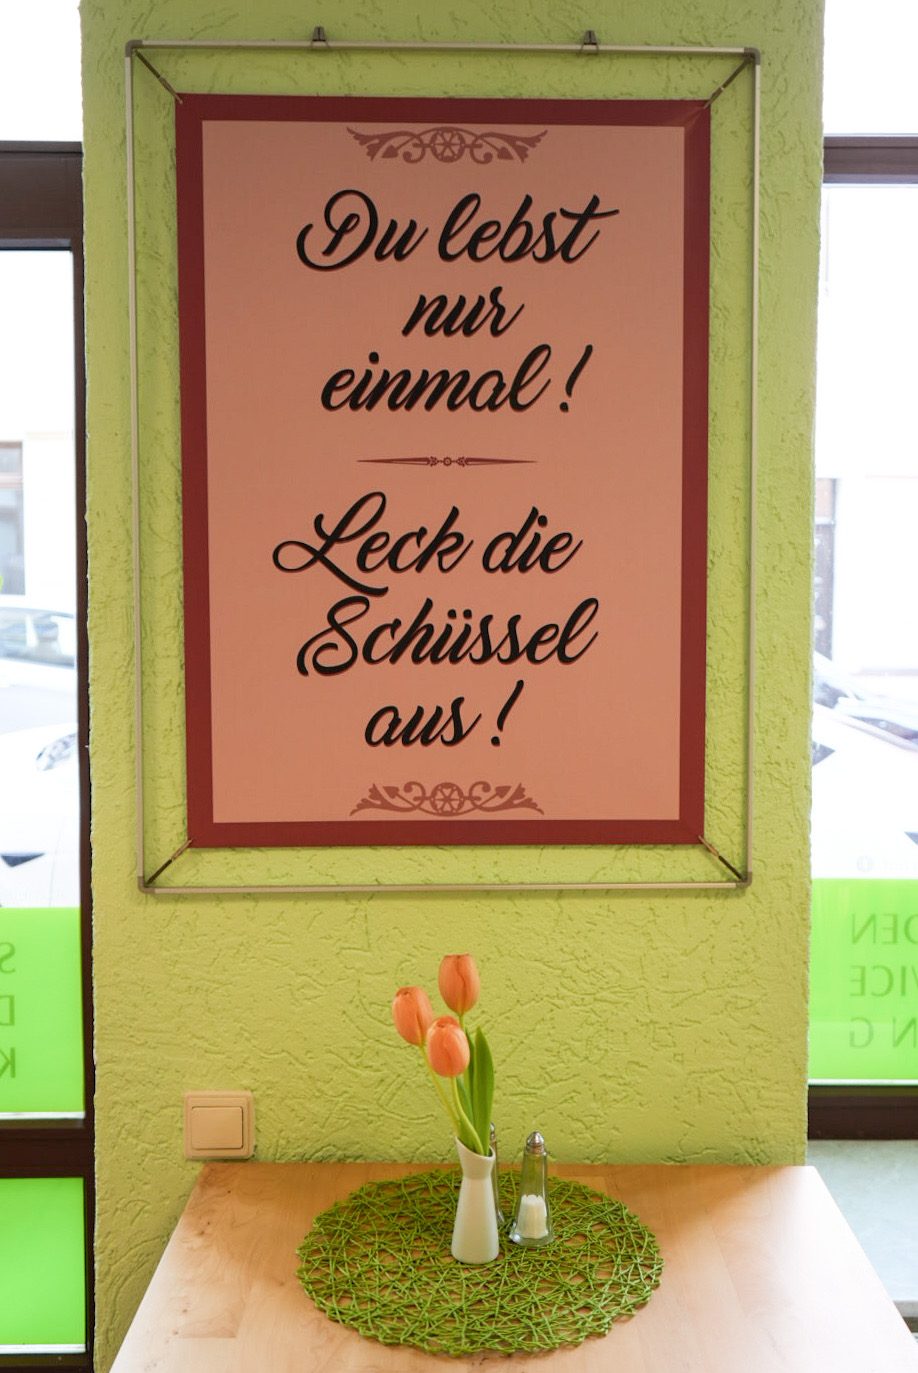 Du lebst
nur
einmal !
Leck die
Schüssel
aus !